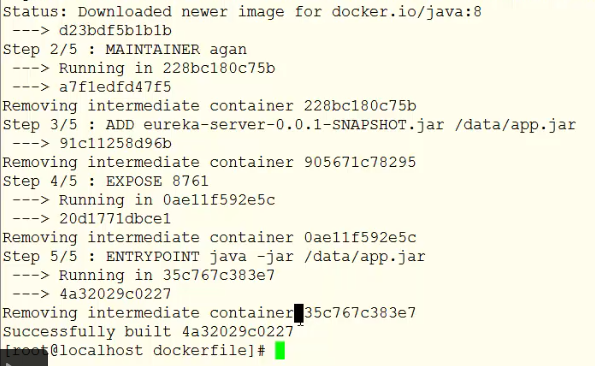 Status: Downloaded newer image for docker.io/java:8
---> d23bdf5b1b1b
Step 2/5 : MAINTAINER agan
---> Running in 228bc180c75b
---> a7f1edfd47f5
Removing intermediate container 228bc180c75b
Step 3/5 : ADD eureka-server-0.0.1-SNAPSHOT.jar /data/app.jar
---> 91c11258d96b
Removing intermediate container 905671c78295
Step 4/5 : EXPOSE 8761
---> Running in 0ae11f592e5c
---> 20d1771dbce1
Removing intermediate container 0ae11f592e5c
Step 5/5 : ENTRYPOINT java -jar /data/app.jar
---> Running in 35c767c383e7
---> 4a32029c0227
Removing intermediate container 35c767c383e7
Successfully built 4a32029c0227
[root@localhost dockerfile]#